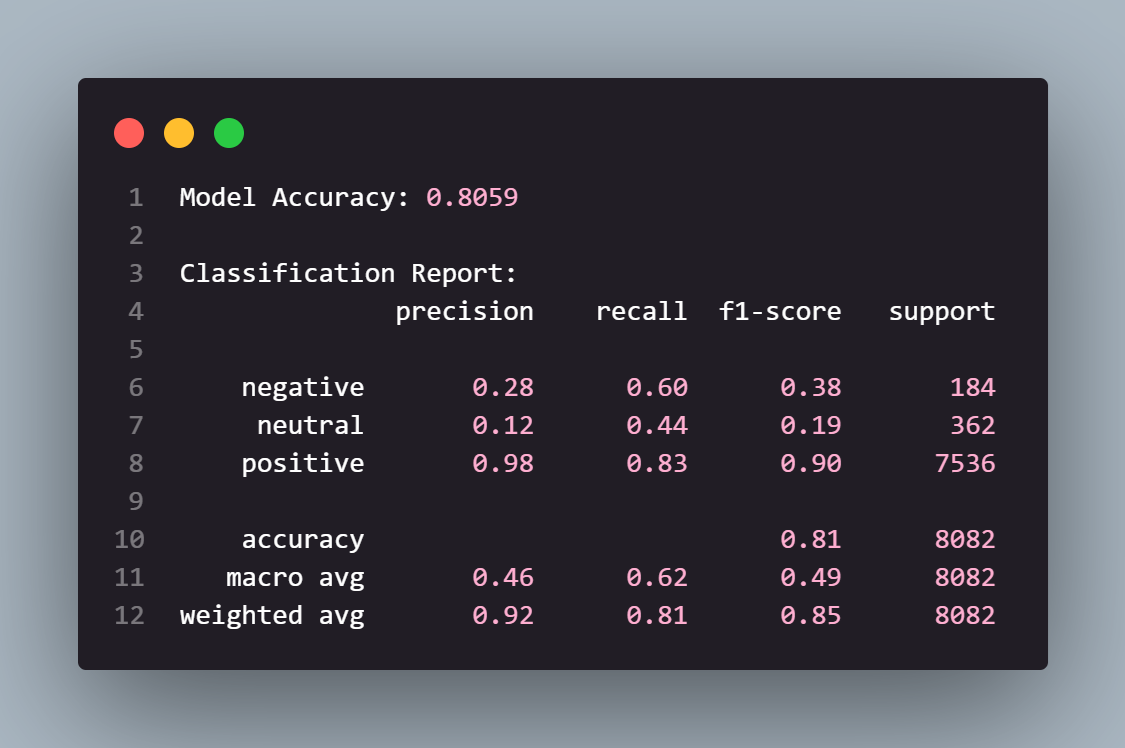 1 Model Accuracy: 0.8059
2
3 Classification Report:
4 precision recall f1-score support
5
6 negative 0.28 0.60 0.38 184
7 neutral 0.12 0.44 0.19 362
8 positive 0.98 0.83 0.90 7536
9
10 accuracy 0.81 8082
11 macro avg 0.46 0.62 0.49 8082
12 weighted avg 0.92 0.81 0.85 8082